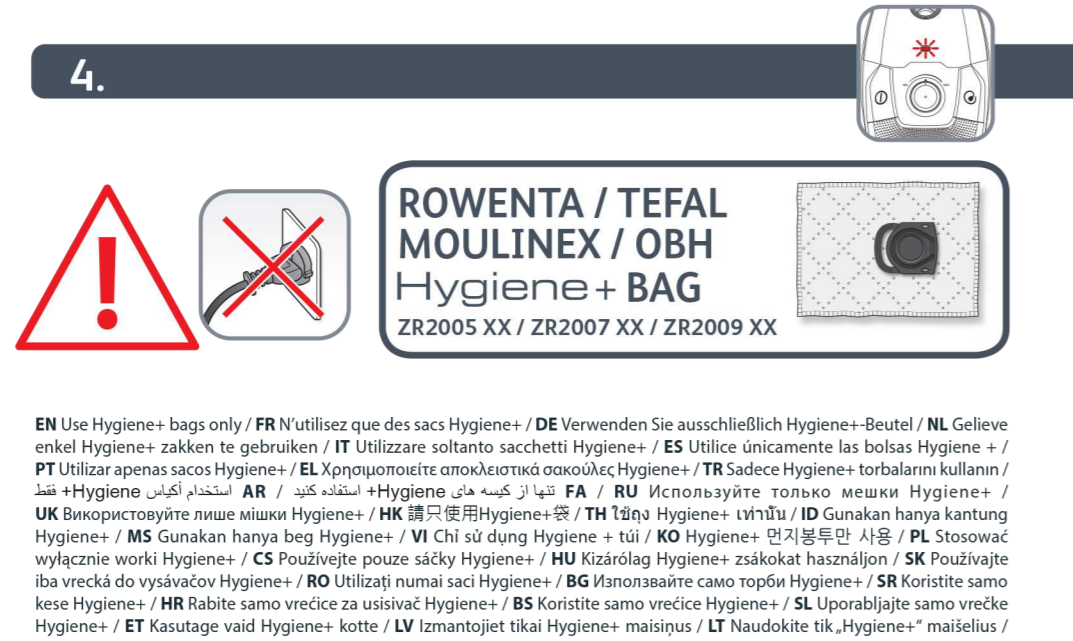 4.
ROWENTA / TEFAL
MOULINEX / OBH
Hygiene+ BAG
ZR2005 XX / ZR2007 XX / ZR2009 XX
EN Use Hygiene+ bags only / FR N'utilisez que des sacs Hygiene+ / DE Verwenden Sie ausschließlich Hygiene+-Beutel / NL Gelieve
enkel Hygiene+ zakken te gebruiken / IT Utilizzare soltanto sacchetti Hygiene+ / ES Utilice únicamente las bolsas Hygiene + /
PT Utilizar apenas sacos Hygiene+ / EL Χρησιμοποιείτε αποκλειστικά σακούλες Hygiene+ / TR Sadece Hygiene+ torbalarını kullanın /
استخدام أكياس Hygiene+ فقط AR / تنها از كيسه های Hygiene+ استفاده كنيد FA / RU Используйте только мешки Hygiene+ /
UK Використовуйте лише мішки Hygiene+ / HK 請只使用Hygiene+袋 / TH ใช้ถุง Hygiene+ เท่านั้น / ID Gunakan hanya kantung
Hygiene+ / MS Gunakan hanya beg Hygiene+ / VI Chỉ sử dụng Hygiene + túi / KO Hygiene+ 먼지봉투만 사용 / PL Stosować
wyłącznie worki Hygiene+ / CS Používejte pouze sáčky Hygiene+ / HU Kizárólag Hygiene+ zsákokat használjon / SK Používajte
iba vrecká do vysávačov Hygiene+ / RO Utilizați numai saci Hygiene+ / BG Използвайте само торби Hygiene+ / SR Koristite samo
kese Hygiene+ / HR Rabite samo vrećice za usisivač Hygiene+ / BS Koristite samo vrećice Hygiene+ / SL Uporabljajte samo vrečke
Hygiene+ / ET Kasutage vaid Hygiene+ kotte / LV Izmantojiet tikai Hygiene+ maisiņus / LT Naudokite tik „Hygiene+" maišelius /